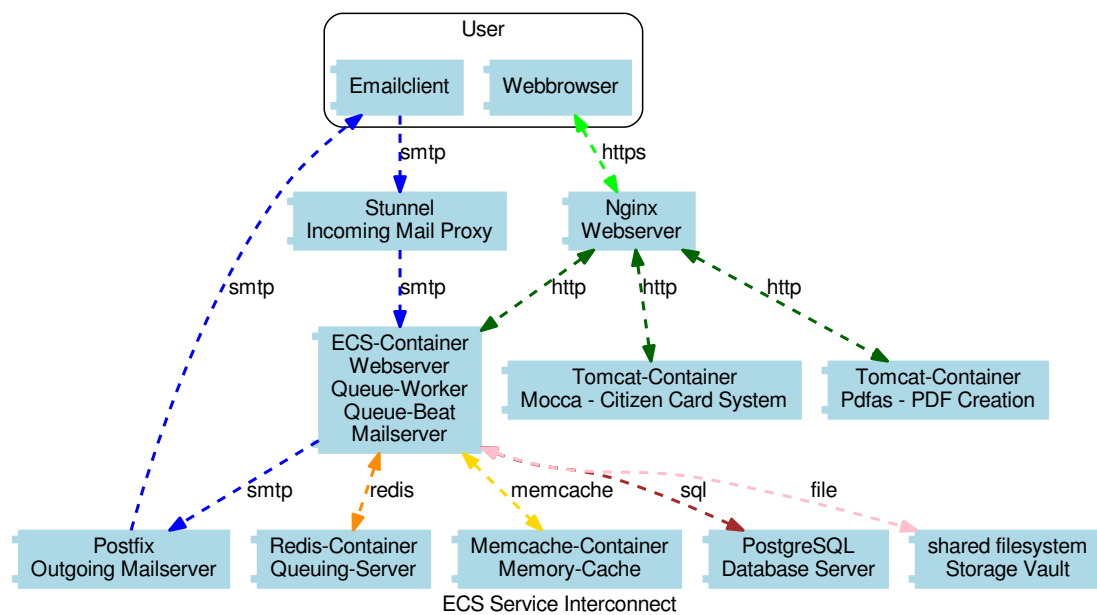 User
Emailclient
Webbrowser
smtp
https
Stunnel
Incoming Mail Proxy
Nginx
Webserver
smtp
smtp
http
http
http
ECS-Container
Webserver
Queue-Worker
Queue-Beat
Mailserver
Tomcat-Container
Mocca - Citizen Card System
Tomcat-Container
Pdfas - PDF Creation
smtp
redis
memcache
sql
file
Postfix
Outgoing Mailserver
Redis-Container
Queuing-Server
Memcache-Container
Memory-Cache
PostgreSQL
Database Server
shared filesystem
Storage Vault
ECS Service Interconnect